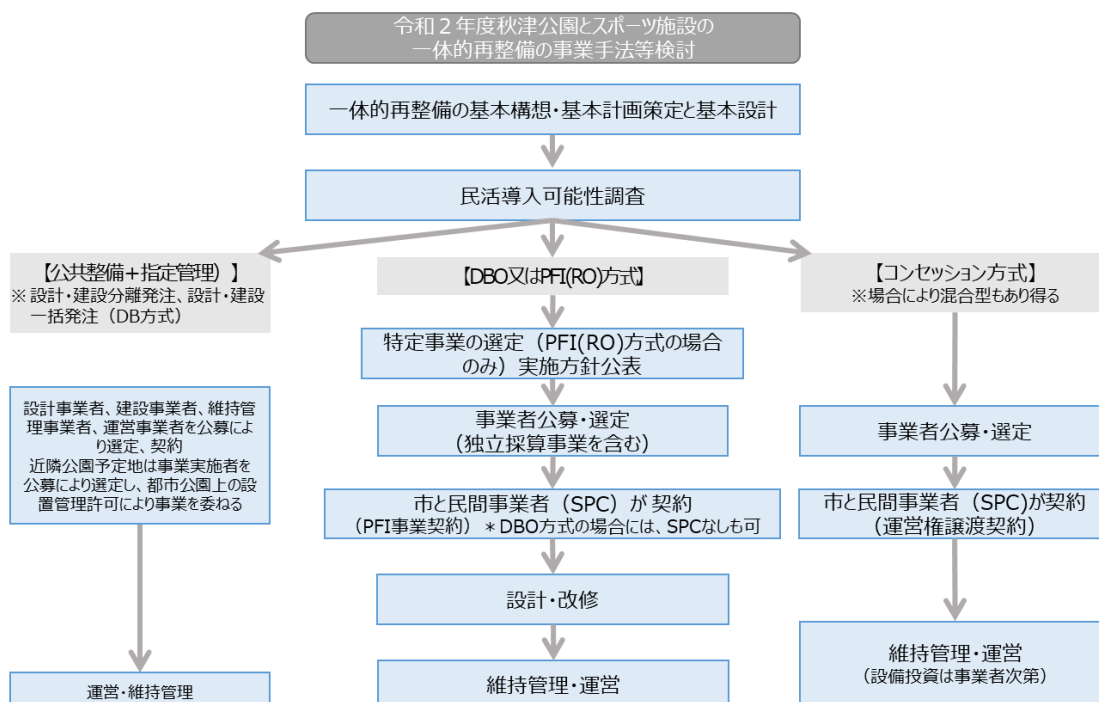 令和２年度秋津公園とスポーツ施設の
一体的再整備の事業手法等検討
一体的再整備の基本構想・基本計画策定と基本設計
民活導入可能性調査
【公共整備+指定管理）】
※設計・建設分離発注、設計・建設
一括発注（DB方式）
設計事業者、建設事業者、維持管
理事業者、運営事業者を公募によ
り選定、契約
近隣公園予定地は事業実施者を
公募により選定し、都市公園上の設
置管理許可により事業を委ねる
運営・維持管理
【DBO又はPFI(RO)方式】
特定事業の選定（PFI(RO)方式の場合
のみ）実施方針公表
事業者公募・選定
（独立採算事業を含む）
市と民間事業者（SPC）が 契約
（PFI事業契約）＊DBO方式の場合には、SPCなしも可
設計・改修
維持管理・運営
【コンセッション方式】
※場合により混合型もあり得る
事業者公募・選定
市と民間事業者（SPC)が契約
（運営権譲渡契約）
維持管理・運営
（設備投資は事業者次第）